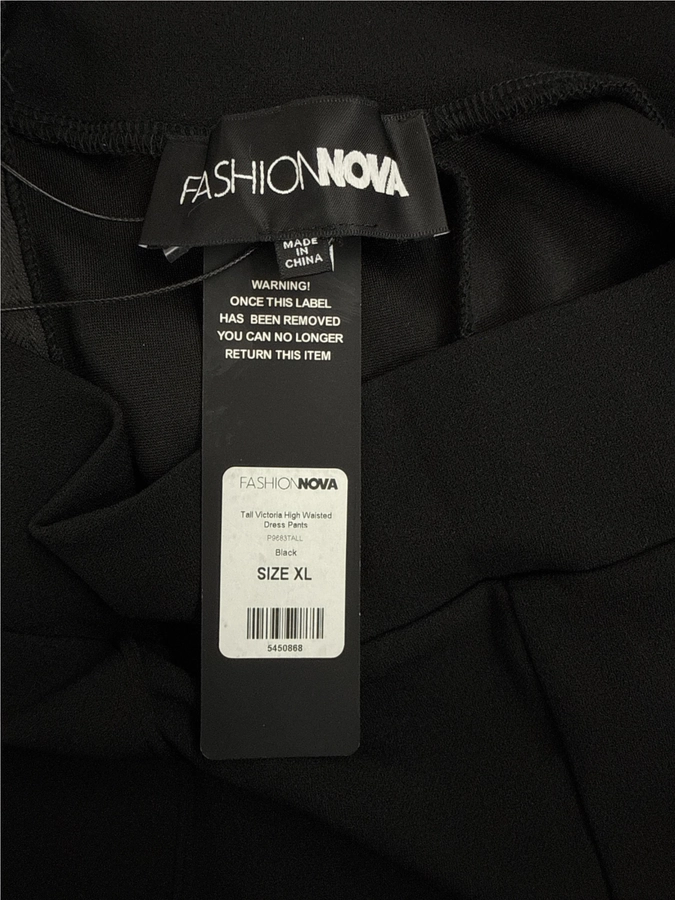 FASHIONNOVA
MADE
IN
CHINA
WARNING!
ONCE THIS LABEL
HAS BEEN REMOVED
YOU CAN NO LONGER
RETURN THIS ITEM
FASHIONNOVA
Tall Victoria High Waisted
Dress Pants
P9683TALL
Black
SIZE XL
5450868